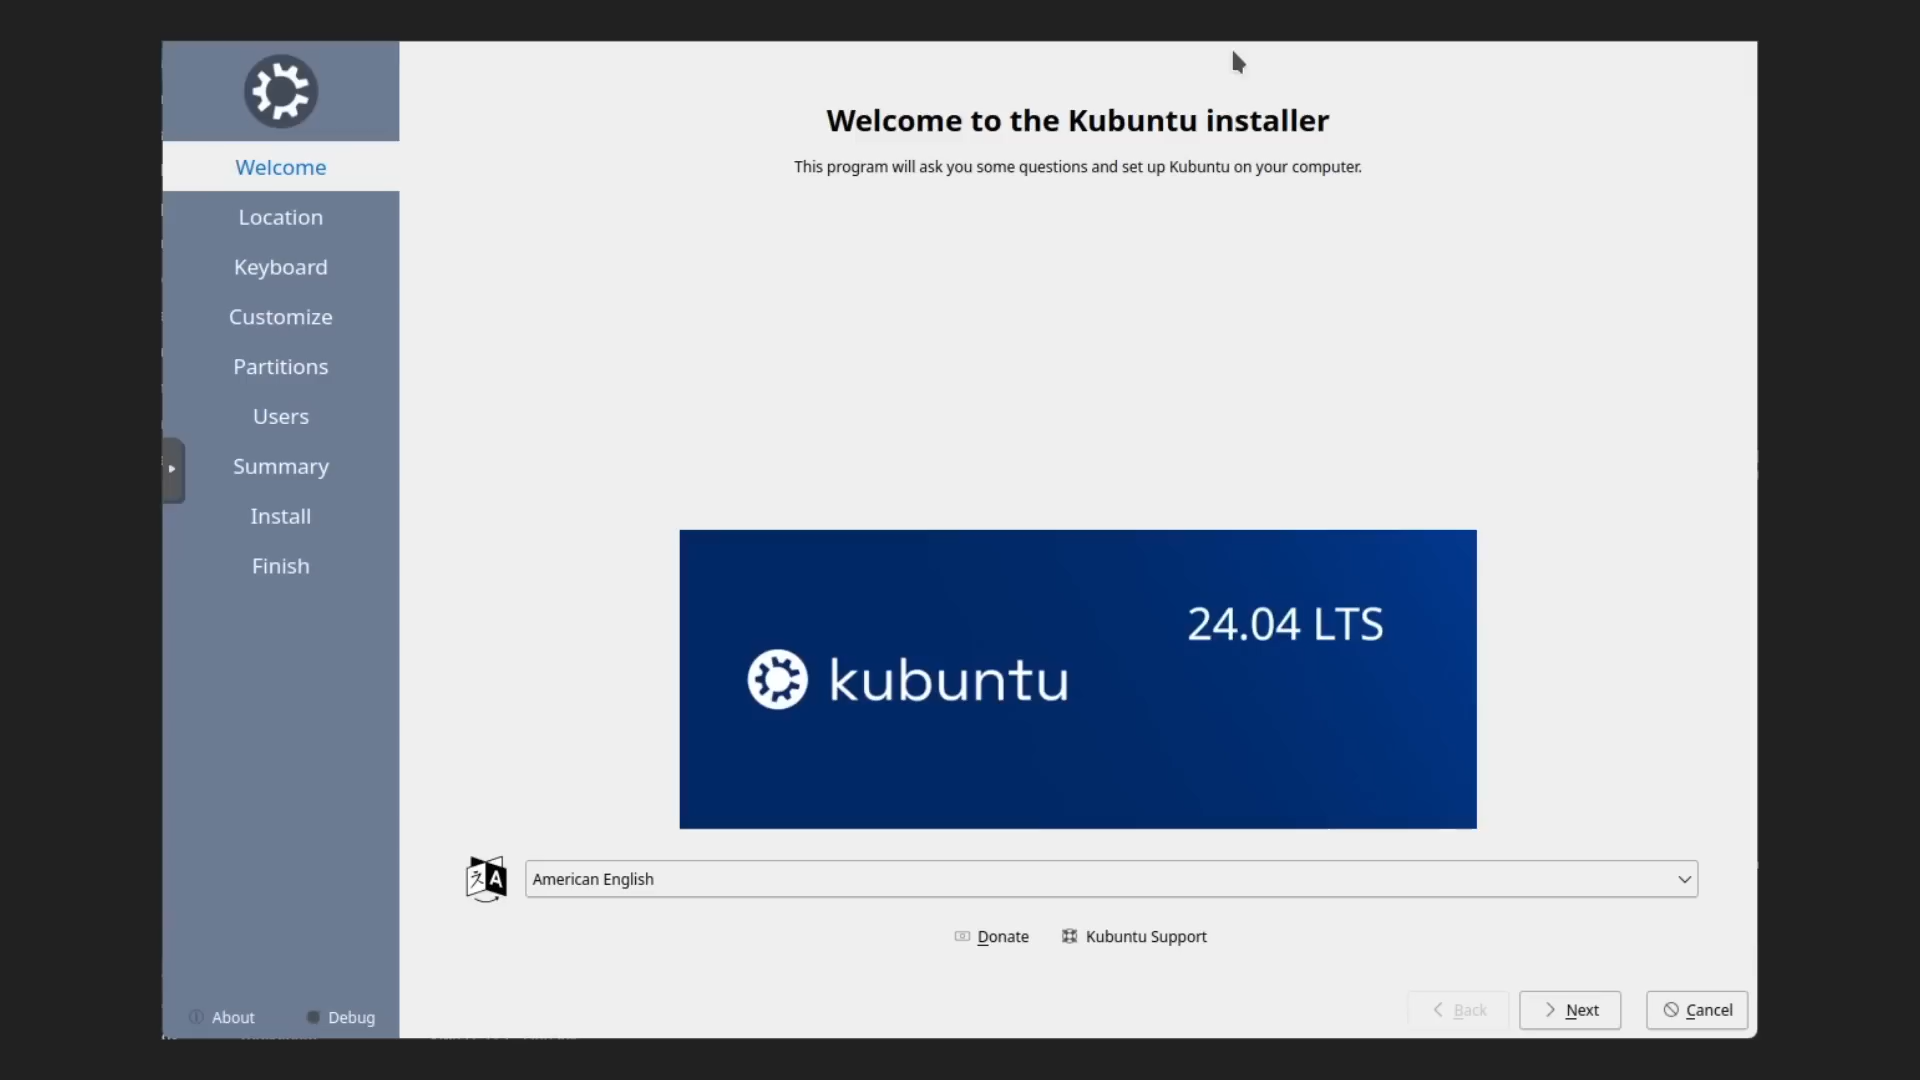 Welcome
Location
Keyboard
Customize
Partitions
Users
Summary
Install
Finish
About
Debug
Welcome to the Kubuntu installer
This program will ask you some questions and set up Kubuntu on your computer.
24.04 LTS
kubuntu
American English
Donate
Kubuntu Support
Back
Next
Cancel